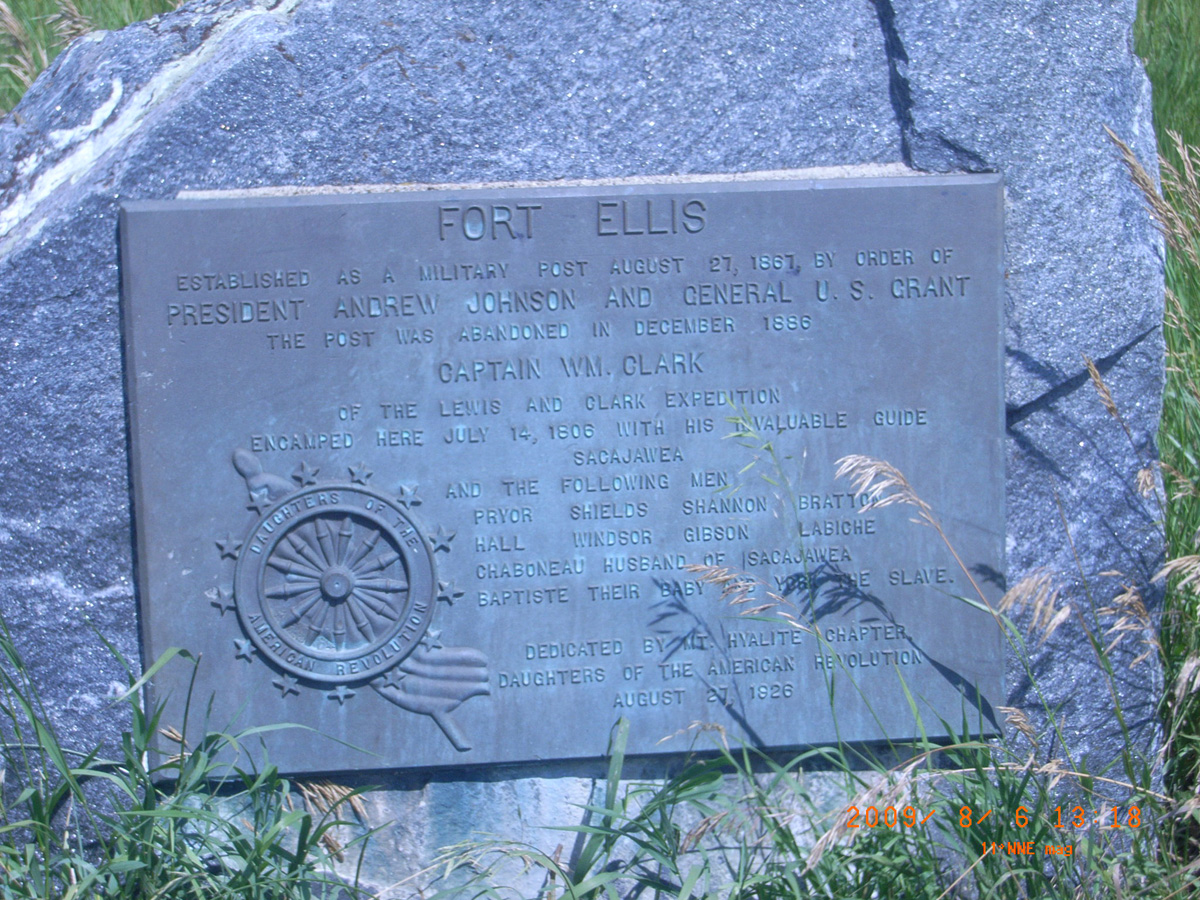 FORT ELLIS
ESTABLISHED AS A MILITARY POST AUGUST 27, 1867, BY ORDER OF
PRESIDENT ANDREW JOHNSON AND GENERAL U. S. GRANT
THE POST WAS ABANDONED IN DECEMBER 1886
CAPTAIN WM. CLARK
OF THE LEWIS AND CLARK EXPEDITION
ENCAMPED HERE JULY 14, 1806 WITH HIS INVALUABLE GUIDE
SACAJAWEA
AND THE FOLLOWING MEN
PRYOR SHIELDS SHANNON BRATTON
HALL WINDSOR GIBSON LABICHE
CHABONEAU HUSBAND OF SACAJAWEA
BAPTISTE THEIR BABY AND YORK THE SLAVE.
DAUGHTERS OF THE
AMERICAN REVOLUTION
DEDICATED BY MT. HYALITE CHAPTER,
DAUGHTERS OF THE AMERICAN REVOLUTION
AUGUST 27, 1926
2009/ 8/ 6 13:18
11°NNE mag